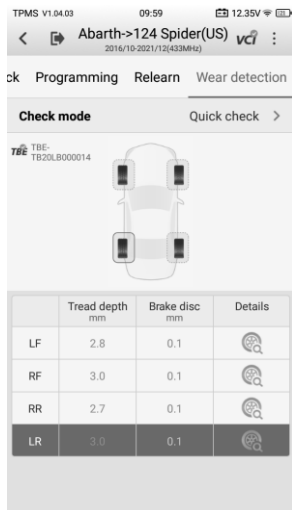 TPMS V1.04.03 09:59 12.35V
Abarth->124 Spider(US) VCI
2016/10-2021/12(433MHz)
ck Programming Relearn Wear detection
Check mode Quick check >
TBE TBE-
TB20LB000014
Tread depth Brake disc Details
mm mm
LF 2.8 0.1
RF 3.0 0.1
RR 2.7 0.1
LR 3.0 0.1